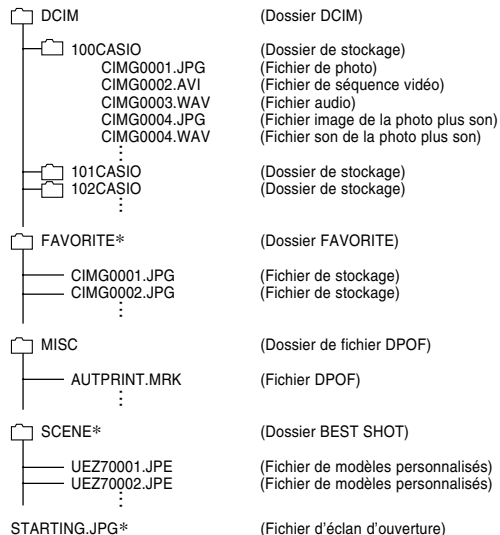 DCIM (Dossier DCIM)
100CASIO (Dossier de stockage)
CIMG0001.JPG (Fichier de photo)
CIMG0002.AVI (Fichier de séquence vidéo)
CIMG0003.WAV (Fichier audio)
CIMG0004.JPG (Fichier image de la photo plus son)
CIMG0004.WAV (Fichier son de la photo plus son)
101CASIO (Dossier de stockage)
102CASIO (Dossier de stockage)
FAVORITE* (Dossier FAVORITE)
CIMG0001.JPG (Fichier de stockage)
CIMG0002.JPG (Fichier de stockage)
MISC (Dossier de fichier DPOF)
AUTPRINT.MRK (Fichier DPOF)
SCENE* (Dossier BEST SHOT)
UEZ70001.JPE (Fichier de modèles personnalisés)
UEZ70002.JPE (Fichier de modèles personnalisés)
STARTING.JPG* (Fichier d'éclan d'ouverture)